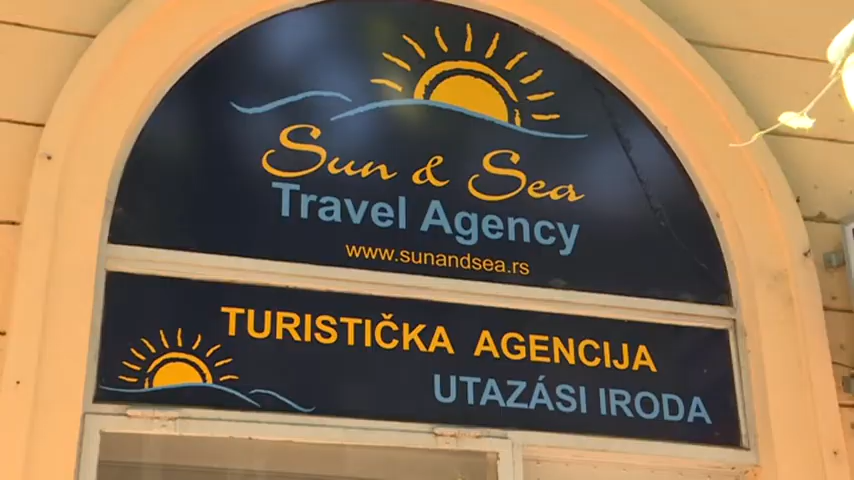 Sun & Sea
Travel Agency
www.sunandsea.rs
TURISTIČKA AGENCIJA
UTAZÁSI IRODA